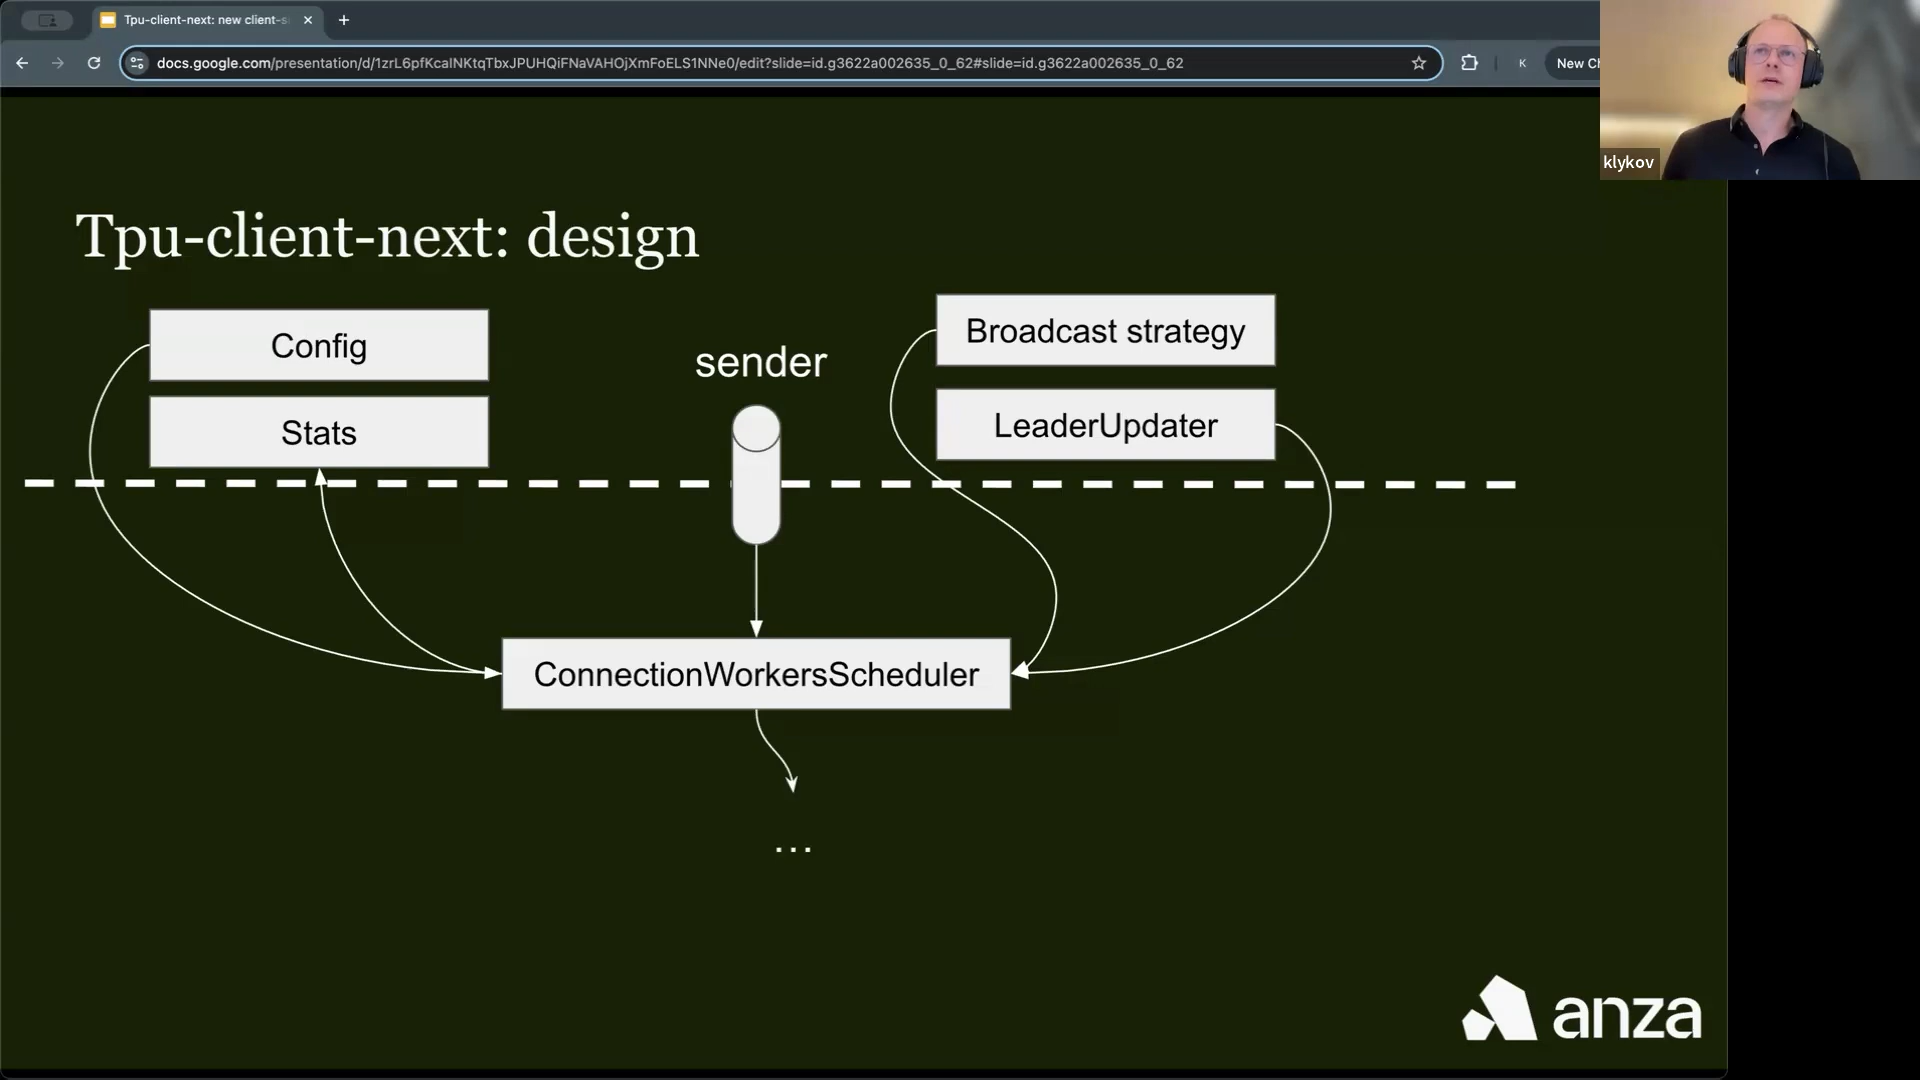 Tpu-client-next: new client-s
docs.google.com/presentation/d/1zrL6pfKcaINKtqTbxJPUHQiFNaVAHOjXmFoELS1NNe0/edit?slide=id.g3622a002635_0_62#slide=id.g3622a002635_0_62
K
New Ch
klykov
Tpu-client-next: design
Config
Stats
sender
Broadcast strategy
LeaderUpdater
ConnectionWorkersScheduler
...
anza